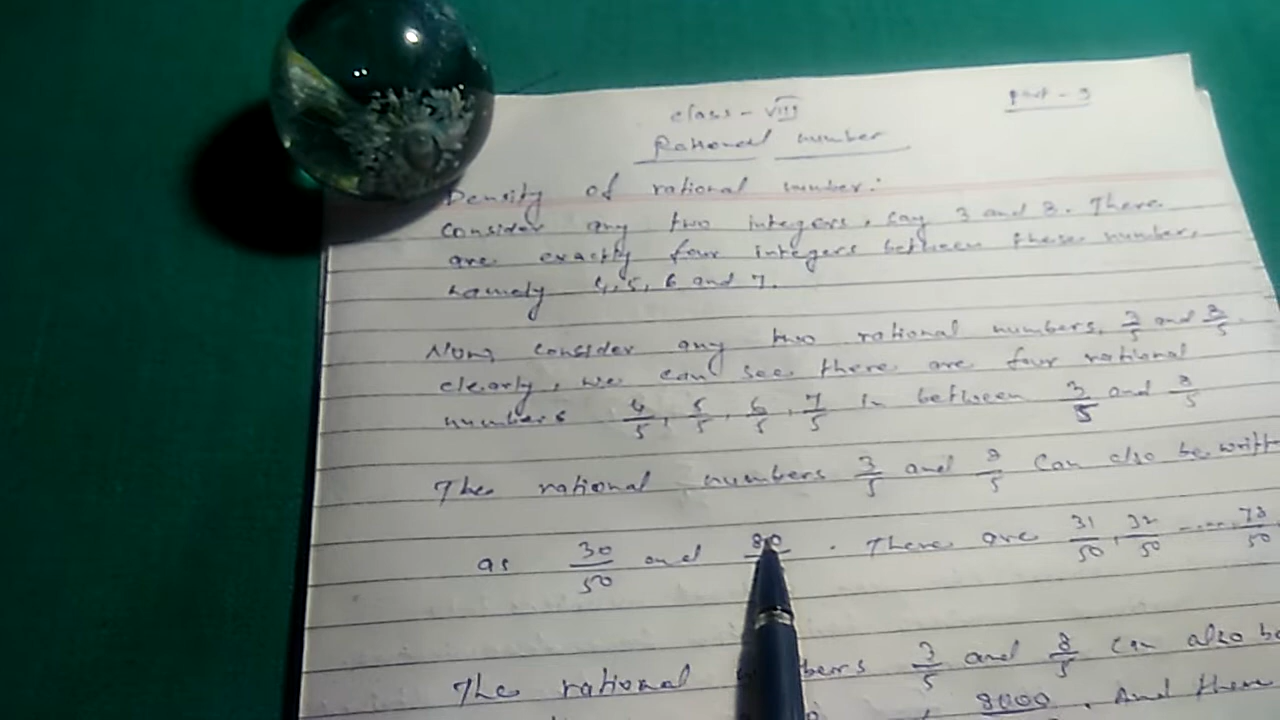 class - VIII
part - 3
Rational number
Density of rational number:
Consider any two integers, say 3 and 8. There
are exactly four integers between these number,
namely 4, 5, 6 and 7.
Now, consider any two rational numbers, 3/5 and 8/5.
clearly, we can see there are four rational
numbers 4/5, 5/5, 6/5, 7/5 in between 3/5 and 8/5
The rational numbers 3/5 and 8/5 can also be
as 30/50 and 80 . There are 31/50, 32/50 ...., 78/50
The rational 3/5 and 8/5 can also be
8000 . And there